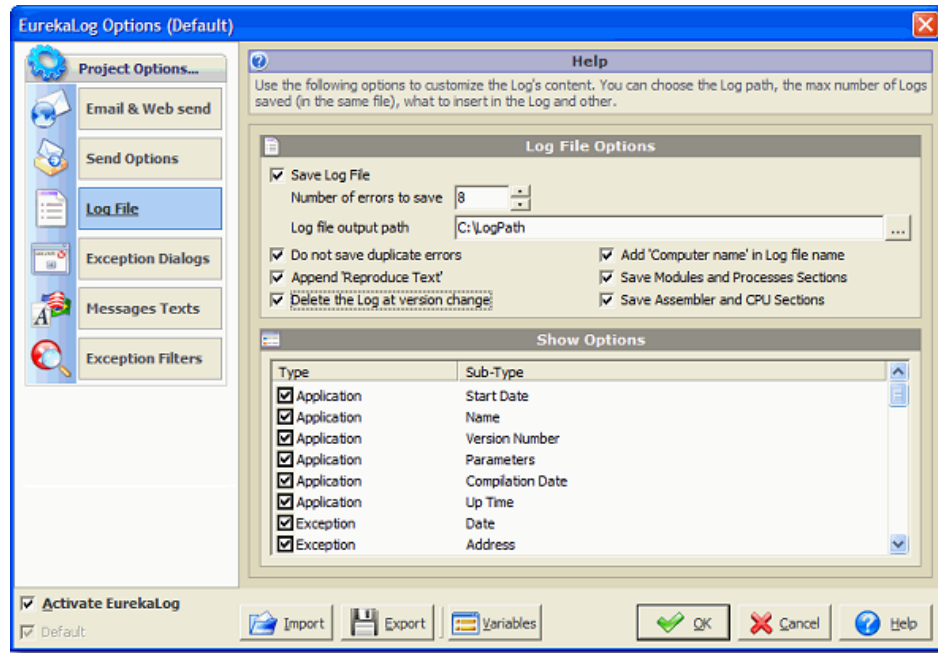 EurekaLog Options (Default)
Project Options...
Email & Web send
Send Options
Log File
Exception Dialogs
Messages Texts
Exception Filters
Help
Use the following options to customize the Log's content. You can choose the Log path, the max number of Logs
saved (in the same file), what to insert in the Log and other.
Log File Options
Save Log File
Number of errors to save 8
Log file output path C:\LogPath ...
Do not save duplicate errors Add 'Computer name' in Log file name
Append 'Reproduce Text' Save Modules and Processes Sections
Delete the Log at version change Save Assembler and CPU Sections
Show Options
Type Sub-Type
Application Start Date
Application Name
Application Version Number
Application Parameters
Application Compilation Date
Application Up Time
Exception Date
Exception Address
Activate EurekaLog
Default
Import Export Variables OK Cancel Help